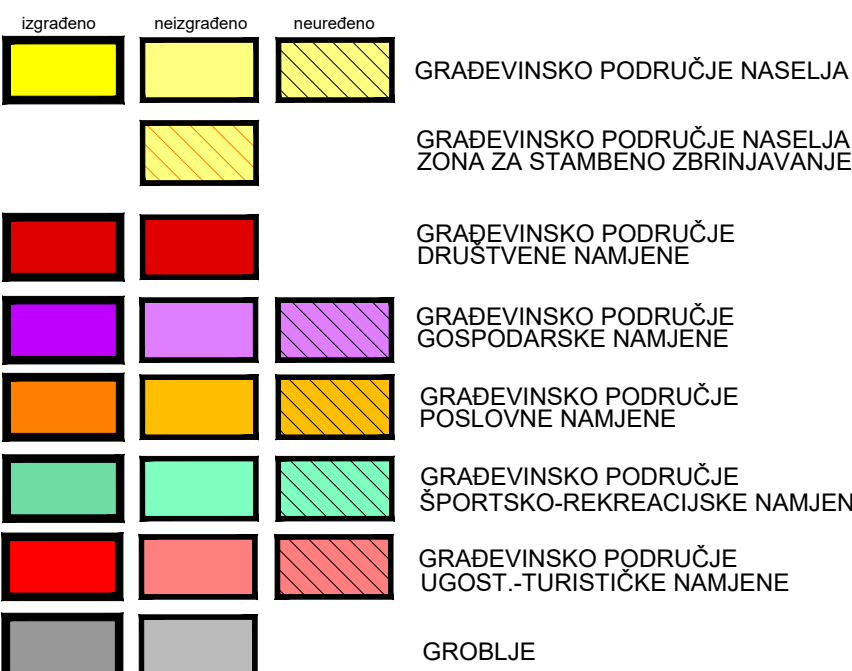 izgrađeno neizgrađeno neuređeno
GRAĐEVINSKO PODRUČJE NASELJA
GRAĐEVINSKO PODRUČJE NASELJA
ZONA ZA STAMBENO ZBRINJAVANJE
GRAĐEVINSKO PODRUČJE
DRUŠTVENE NAMJENE
GRAĐEVINSKO PODRUČJE
GOSPODARSKE NAMJENE
GRAĐEVINSKO PODRUČJE
POSLOVNE NAMJENE
GRAĐEVINSKO PODRUČJE
ŠPORTSKO-REKREACIJSKE NAMJEN
GRAĐEVINSKO PODRUČJE
UGOST.-TURISTIČKE NAMJENE
GROBLJE